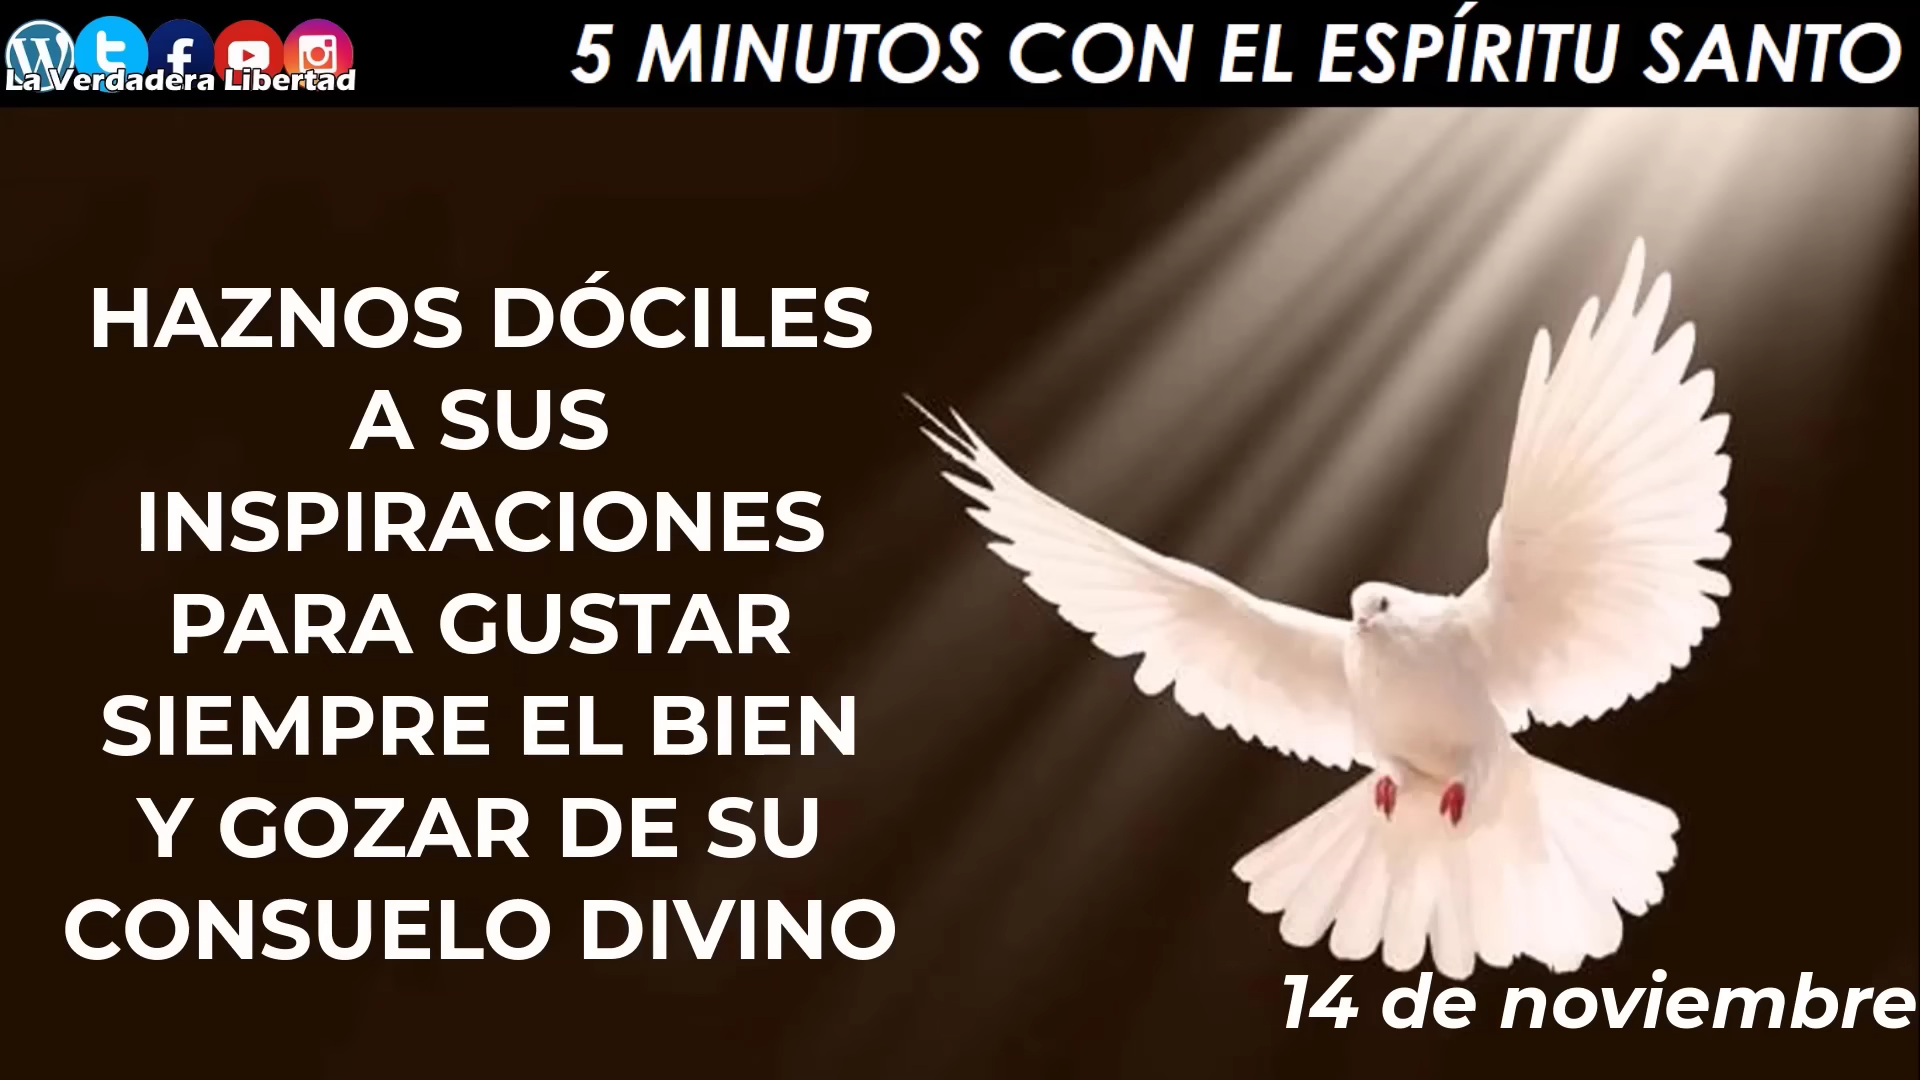 5 MINUTOS CON EL ESPÍRITU SANTO
La Verdadera Libertad
HAZNOS DÓCILES
A SUS
INSPIRACIONES
PARA GUSTAR
SIEMPRE EL BIEN
Y GOZAR DE SU
CONSUELO DIVINO
14 de noviembre